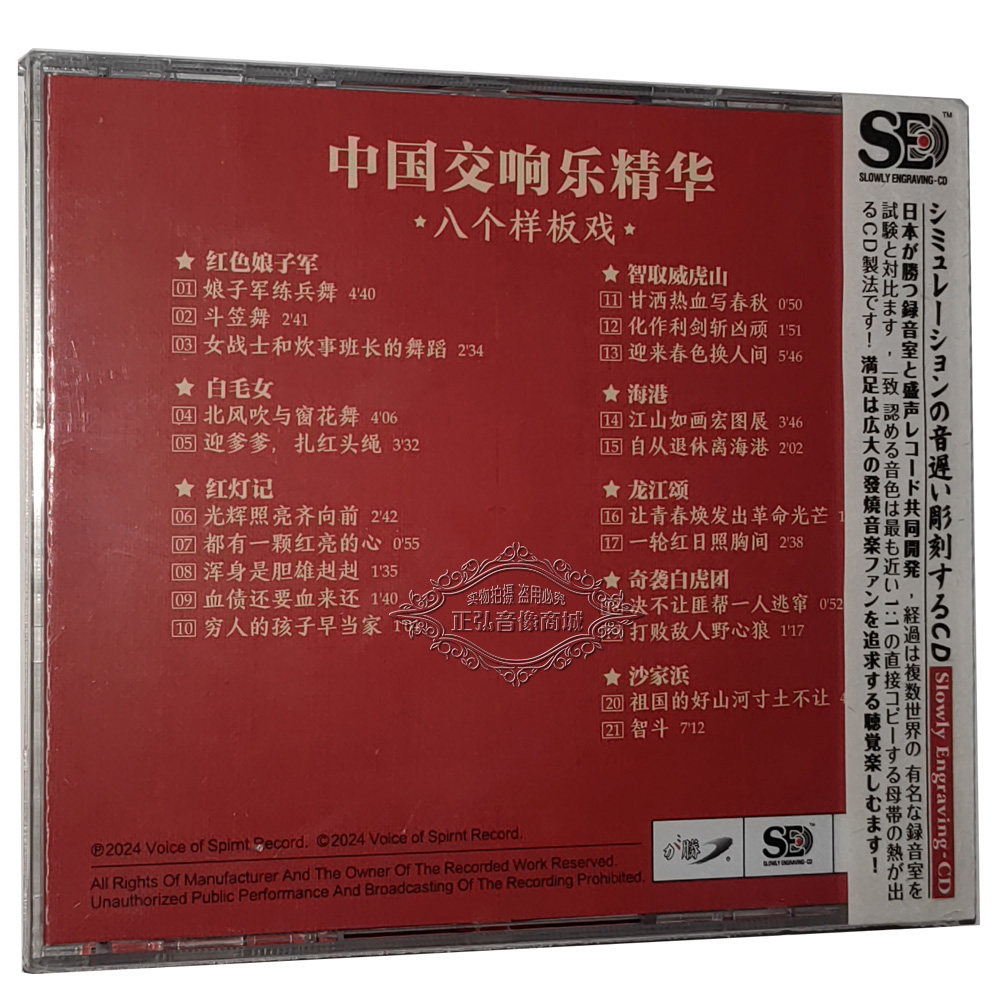 中国交响乐精华
★八个样板戏★
★ 红色娘子军
01 娘子军练兵舞 4'40
02 斗笠舞 2'41
03 女战士和炊事班长的舞蹈 2'34
★ 白毛女
04 北风吹与窗花舞 4'06
05 迎爹爹，扎红头绳 3'32
★ 红灯记
06 光辉照亮齐向前 2'42
07 都有一颗红亮的心 0'55
08 浑身是胆雄赳赳 1'35
09 血债还要血来还 1'40
10 穷人的孩子早当家
★ 智取威虎山
11 甘洒热血写春秋 0'50
12 化作利剑斩凶顽 1'51
13 迎来春色换人间 5'46
★ 海港
14 江山如画宏图展 3'46
15 自从退休离海港 2'02
★ 龙江颂
16 让青春焕发出革命光芒
17 一轮红日照胸间 2'38
★ 奇袭白虎团
决不让匪帮一人逃窜 0'52
打败敌人野心狼 1'17
★ 沙家浜
20 祖国的好山河寸土不让
21 智斗 7'12
实物拍摄 盗用必究
正弘音像商城
℗2024 Voice of Spirnt Record. ©2024 Voice of Spirnt Record.
All Rights Of Manufacturer And The Owner Of The Recorded Work Reserved.
Unauthorized Public Performance And Broadcasting Of The Recording Prohibited.
が勝
SED™
SLOWLY ENGRAVING-CD
SED™
SLOWLY ENGRAVING-CD
シミュレーションの音遅い彫刻するCD Slowly Engraving-CD
日本が勝つ録音室と盛声レコード共同開発，経過は複数世界の有名な録音室を
試験と対比ます，一致 認める音色は最も近い1:1の直接コピーする母帯の熱が出
るCD製法です！満足は広大の發燒音楽ファンを追求する聴覚楽しむます！